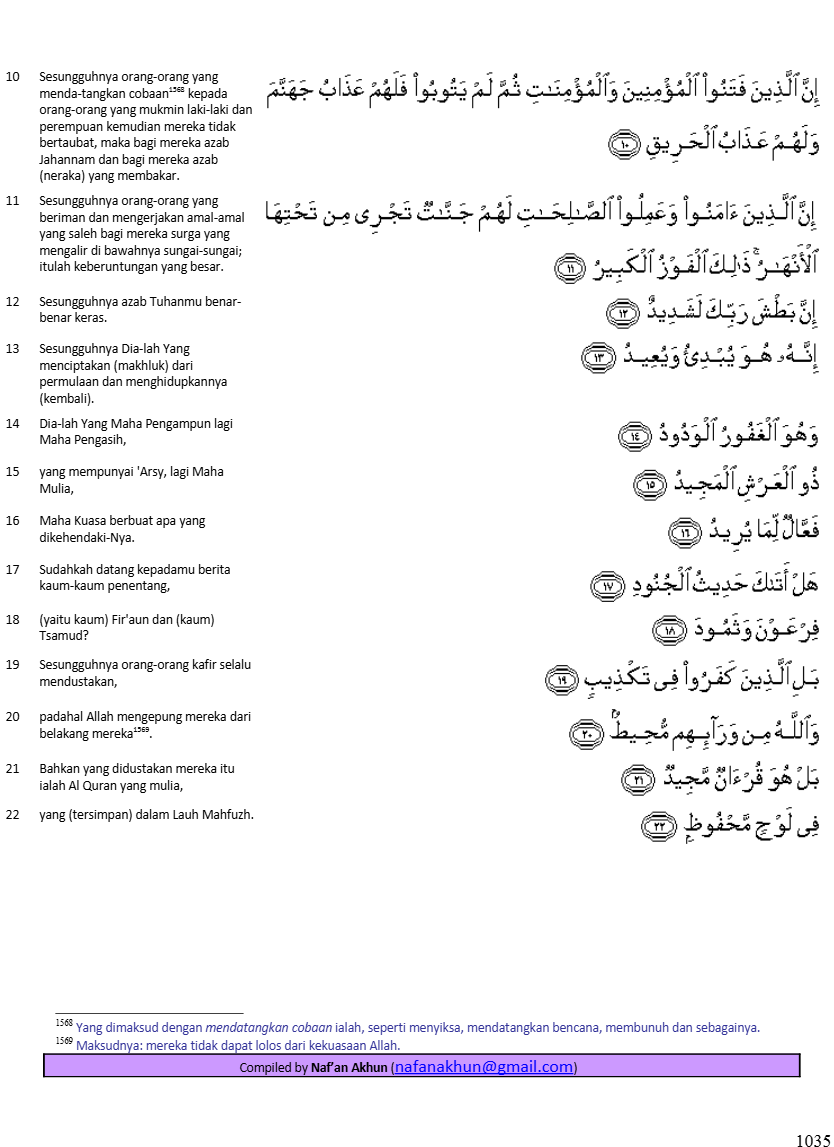 10 Sesungguhnya orang-orang yang
menda-tangkan cobaan¹⁵⁶⁸ kepada
orang-orang yang mukmin laki-laki dan
perempuan kemudian mereka tidak
bertaubat, maka bagi mereka azab
Jahannam dan bagi mereka azab
(neraka) yang membakar.
إِنَّ ٱلَّذِينَ فَتَنُوا۟ ٱلْمُؤْمِنِينَ وَٱلْمُؤْمِنَـٰتِ ثُمَّ لَمْ يَتُوبُوا۟ فَلَهُمْ عَذَابُ جَهَنَّمَ
وَلَهُمْ عَذَابُ ٱلْحَرِيقِ ١٠
11 Sesungguhnya orang-orang yang
beriman dan mengerjakan amal-amal
yang saleh bagi mereka surga yang
mengalir di bawahnya sungai-sungai;
itulah keberuntungan yang besar.
إِنَّ ٱلَّذِينَ ءَامَنُوا۟ وَعَمِلُوا۟ ٱلصَّـٰلِحَـٰتِ لَهُمْ جَنَّـٰتٌ تَجْرِى مِن تَحْتِهَا
ٱلْأَنْهَـٰرُ ۚ ذَٰلِكَ ٱلْفَوْزُ ٱلْكَبِيرُ ١١
12 Sesungguhnya azab Tuhanmu benar-
benar keras.
إِنَّ بَطْشَ رَبِّكَ لَشَدِيدٌ ١٢
13 Sesungguhnya Dia-lah Yang
menciptakan (makhluk) dari
permulaan dan menghidupkannya
(kembali).
إِنَّهُۥ هُوَ يُبْدِئُ وَيُعِيدُ ١٣
14 Dia-lah Yang Maha Pengampun lagi
Maha Pengasih,
وَهُوَ ٱلْغَفُورُ ٱلْوَدُودُ ١٤
15 yang mempunyai 'Arsy, lagi Maha
Mulia,
ذُو ٱلْعَرْشِ ٱلْمَجِيدُ ١٥
16 Maha Kuasa berbuat apa yang
dikehendaki-Nya.
فَعَّالٌ لِّمَا يُرِيدُ ١٦
17 Sudahkah datang kepadamu berita
kaum-kaum penentang,
هَلْ أَتَىٰكَ حَدِيثُ ٱلْجُنُودِ ١٧
18 (yaitu kaum) Fir'aun dan (kaum)
Tsamud?
فِرْعَوْنَ وَثَمُودَ ١٨
19 Sesungguhnya orang-orang kafir selalu
mendustakan,
بَلِ ٱلَّذِينَ كَفَرُوا۟ فِى تَكْذِيبٍ ١٩
20 padahal Allah mengepung mereka dari
belakang mereka¹⁵⁶⁹.
وَٱللَّهُ مِن وَرَآئِهِم مُّحِيطٌۢ ٢٠
21 Bahkan yang didustakan mereka itu
ialah Al Quran yang mulia,
بَلْ هُوَ قُرْءَانٌ مَّجِيدٌ ٢١
22 yang (tersimpan) dalam Lauh Mahfuzh.
فِى لَوْحٍ مَّحْفُوظٍۭ ٢٢
¹⁵⁶⁸ Yang dimaksud dengan mendatangkan cobaan ialah, seperti menyiksa, mendatangkan bencana, membunuh dan sebagainya.
¹⁵⁶⁹ Maksudnya: mereka tidak dapat lolos dari kekuasaan Allah.
Compiled by Naf’an Akhun (nafanakhun@gmail.com)
1035